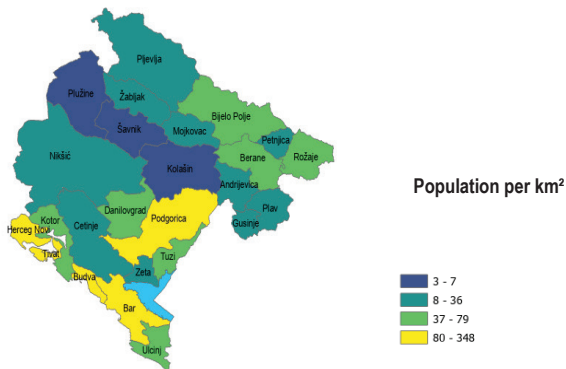 Pljevlja
Plužine
Žabljak
Bijelo Polje
Šavnik
Mojkovac
Petnjica
Nikšić
Berane
Rožaje
Kolašin
Andrijevica
Danilovgrad
Plav
Podgorica
Kotor
Gusinje
Herceg Novi
Cetinje
Tivat
Tuzi
Zeta
Budva
Bar
Ulcinj
Population per km²
3 - 7
8 - 36
37 - 79
80 - 348